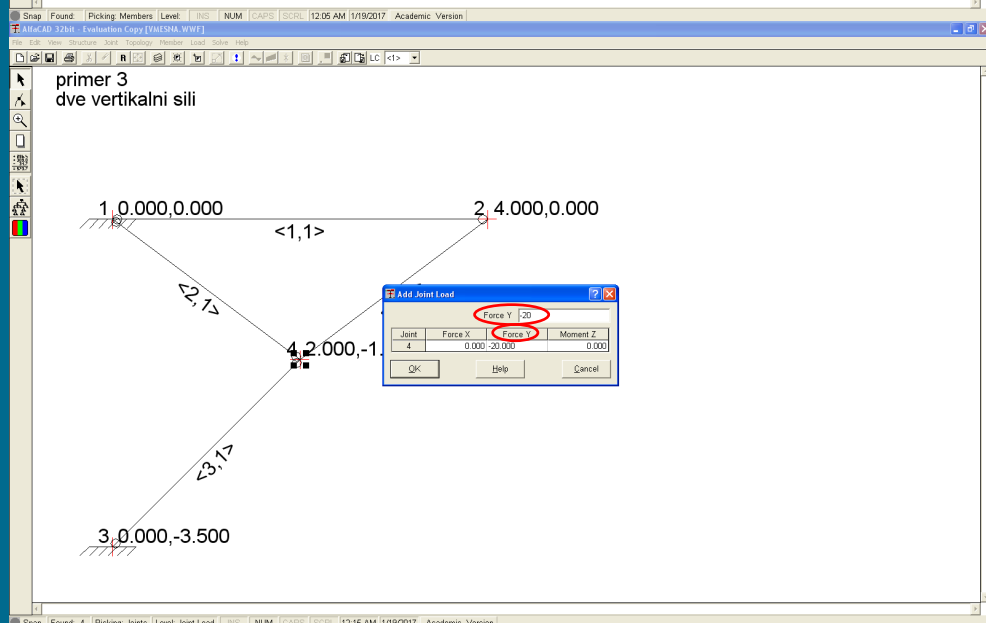 Snap Found: Picking: Members Level: INS NUM CAPS SCRL 12:05 AM 1/19/2017 Academic Version
AlfaCAD 32bit - Evaluation Copy [VMESNA.WWF]
File Edit View Structure Joint Topology Member Load Solve Help
R LC <1>
primer 3
dve vertikalni sili
1 0.000,0.000
2 4.000,0.000
<1,1>
<2,1>
Add Joint Load
Force Y -20
Joint Force X Force Y Moment Z
4 0.000 -20.000 0.000
OK Help Cancel
4 2.000,-1.
<3,1>
3 0.000,-3.500
Snap Found: 4 Picking: Joints Level: Joint Load INS NUM CAPS SCRL 12:15 AM 1/19/2017 Academic Version